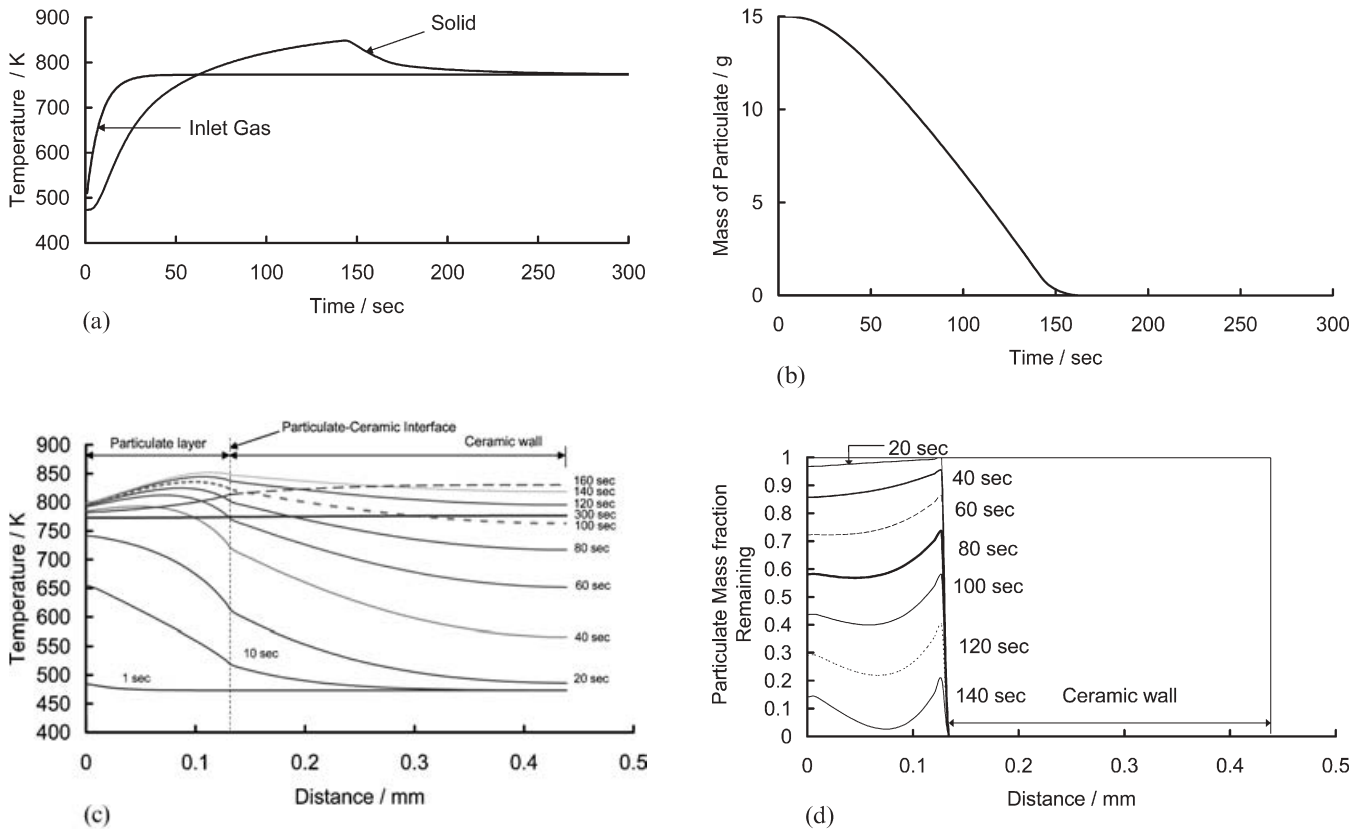 900
800
700
600
500
400
Temperature / K
Solid
Inlet Gas
0 50 100 150 200 250 300
Time / sec
(a)
15
10
5
0
Mass of Particulate / g
0 50 100 150 200 250 300
Time / sec
(b)
Particulate-Ceramic Interface
Particulate layer
Ceramic wall
900
850
800
750
700
650
600
550
500
450
400
Temperature / K
160 sec
140 sec
120 sec
300 sec
100 sec
80 sec
60 sec
40 sec
20 sec
10 sec
1 sec
0 0.1 0.2 0.3 0.4 0.5
Distance / mm
(c)
1
0.9
0.8
0.7
0.6
0.5
0.4
0.3
0.2
0.1
0
Particulate Mass fraction
Remaining
20 sec
40 sec
60 sec
80 sec
100 sec
120 sec
140 sec
Ceramic wall
0 0.1 0.2 0.3 0.4 0.5
Distance / mm
(d)